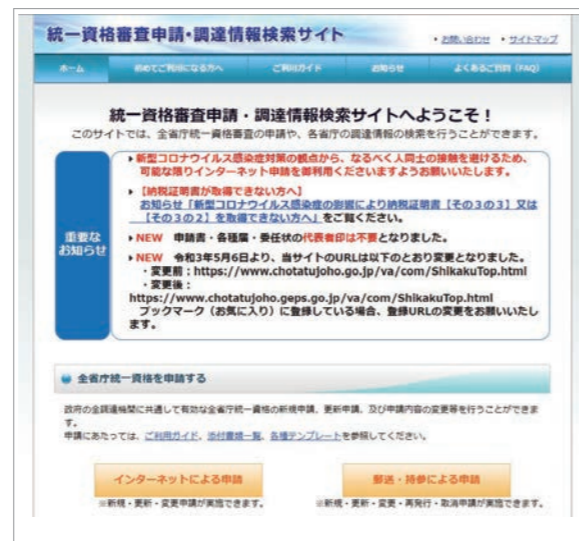 統一資格審査申請・調達情報検索サイト
・お問い合わせ ・サイトマップ
ホーム 初めてご利用になる方へ ご利用ガイド お知らせ よくあるご質問 (FAQ)
統一資格審査申請・調達情報検索サイトへようこそ！
このサイトでは、全省庁統一資格審査の申請や、各省庁の調達情報の検索を行うことができます。
重要な
お知らせ
新型コロナウイルス感染症対策の観点から、なるべく人同士の接触を避けるため、
可能な限りインターネット申請を御利用くださいますようお願いいたします。
【納税証明書が取得できない方へ】
お知らせ「新型コロナウイルス感染症の影響により納税証明書【その３の３】又は
【その３の２】を取得できない方へ」をご覧ください。
NEW 申請書・各種届・委任状の代表者印は不要となりました。
NEW 令和3年5月6日より、当サイトのURLは以下のとおり変更となりました。
・変更前：https://www.chotatujoho.go.jp/va/com/ShikakuTop.html
・変更後：
https://www.chotatujoho.geps.go.jp/va/com/ShikakuTop.html
ブックマーク（お気に入り）に登録している場合、登録URLの変更をお願いいたし
ます。
全省庁統一資格を申請する
政府の全調達機関に共通して有効な全省庁統一資格の新規申請、更新申請、及び申請内容の変更等を行うことができま
す。
申請にあたっては、ご利用ガイド、添付書類一覧、各種テンプレートを参照してください。
インターネットによる申請 郵送・持参による申請
※新規・更新・変更申請が実施できます。 ※新規・更新・変更・再発行・取消申請が実施できます。